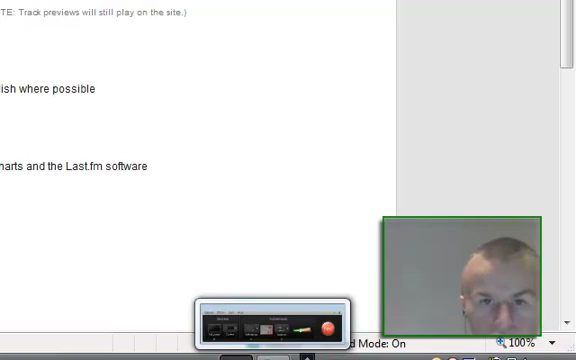 TE: Track previews will still play on the site.)
ish where possible
harts and the Last.fm software
d Mode: On
100%